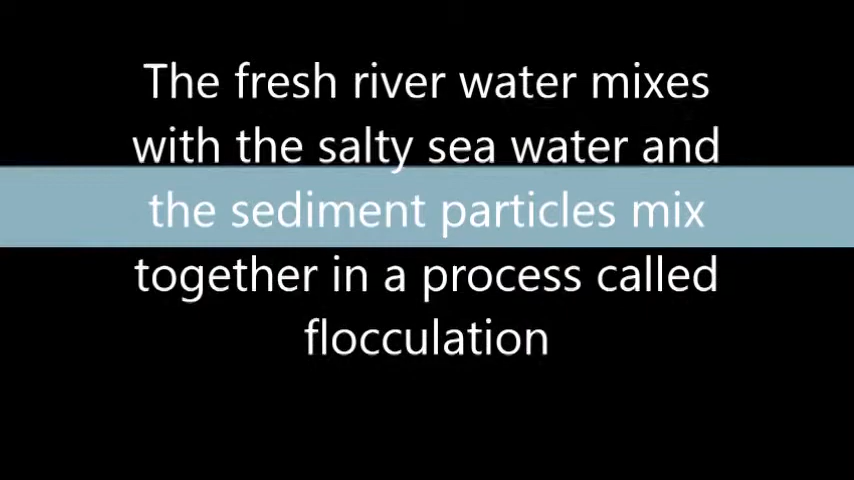 The fresh river water mixes
with the salty sea water and
the sediment particles mix
together in a process called
flocculation